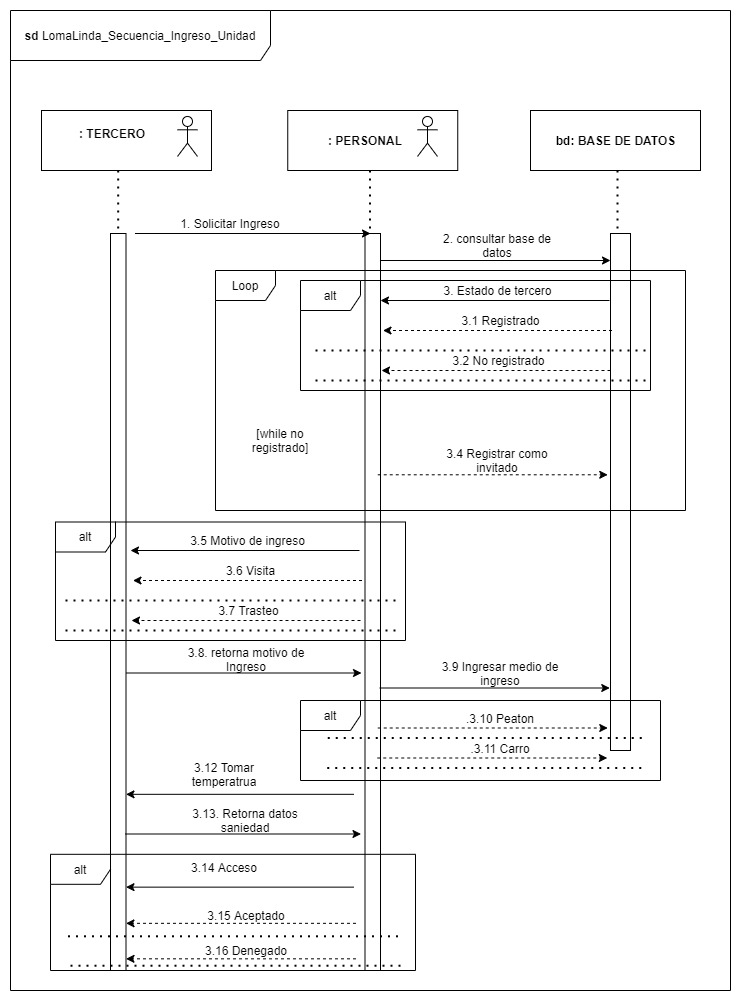 sd LomaLinda_Secuencia_Ingreso_Unidad
: TERCERO
: PERSONAL
bd: BASE DE DATOS
1. Solicitar Ingreso
2. consultar base de
datos
Loop
alt
3. Estado de tercero
3.1 Registrado
3.2 No registrado
[while no
registrado]
3.4 Registrar como
invitado
alt
3.5 Motivo de ingreso
3.6 Visita
3.7 Trasteo
3.8. retorna motivo de
Ingreso
3.9 Ingresar medio de
ingreso
alt
.3.10 Peaton
.3.11 Carro
3.12 Tomar
temperatrua
3.13. Retorna datos
saniedad
alt
3.14 Acceso
3.15 Aceptado
3.16 Denegado